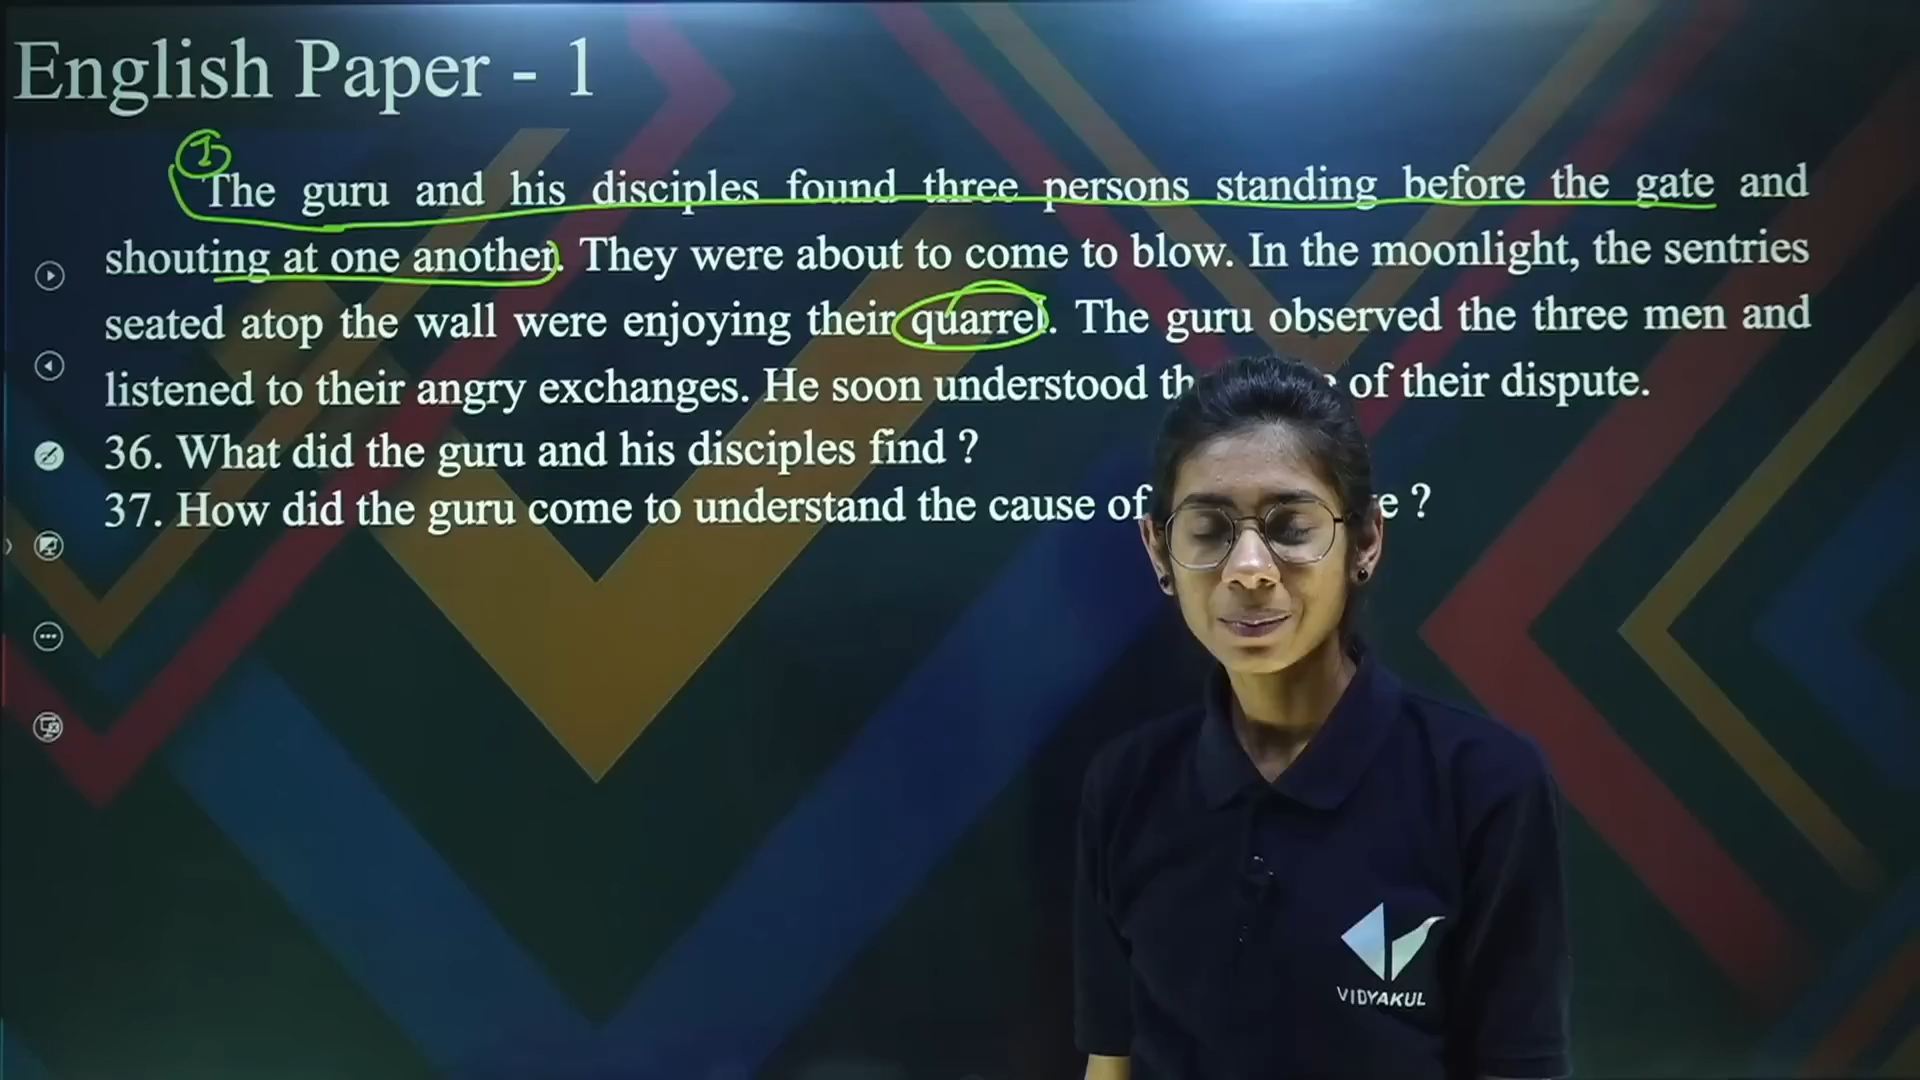 English Paper - 1
1
The guru and his disciples found three persons standing before the gate and
shouting at one another. They were about to come to blow. In the moonlight, the sentries
seated atop the wall were enjoying their quarrel. The guru observed the three men and
listened to their angry exchanges. He soon understood of their dispute.
36. What did the guru and his disciples find ?
37. How did the guru come to understand the cause of ?
VIDYAKUL